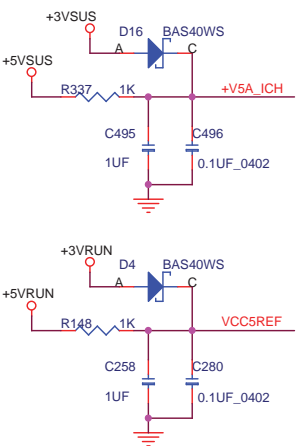 +3VSUS
D16 BAS40WS
+5VSUS
A C
R337 1K +V5A_ICH
C495 C496
1UF 0.1UF_0402
+3VRUN
D4 BAS40WS
+5VRUN
A C
R148 1K VCC5REF
C258 C280
1UF 0.1UF_0402